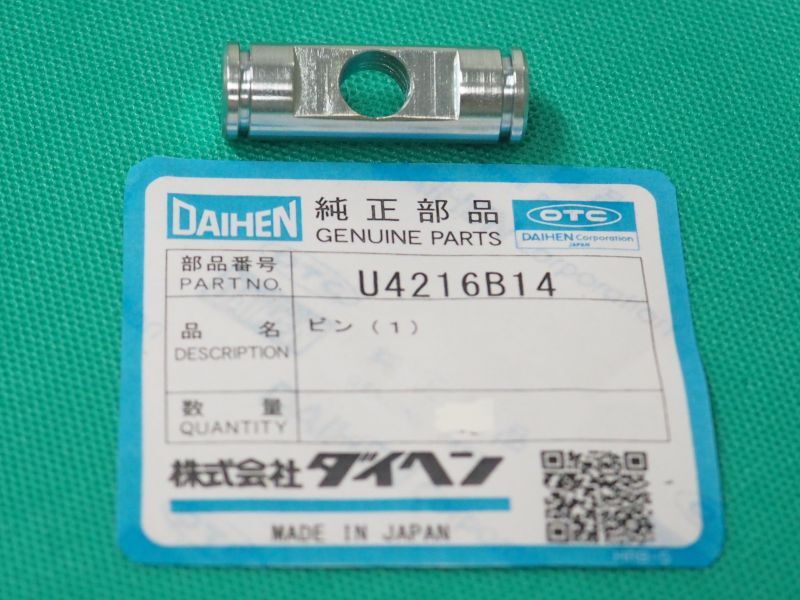 DAIHEN 純正部品 OTC
GENUINE PARTS DAIHEN Corporation
JAPAN
部品番号 U4216B14
PART NO.
品名 ピン(1)
DESCRIPTION
数量
QUANTITY
株式会社ダイヘン
MADE IN JAPAN